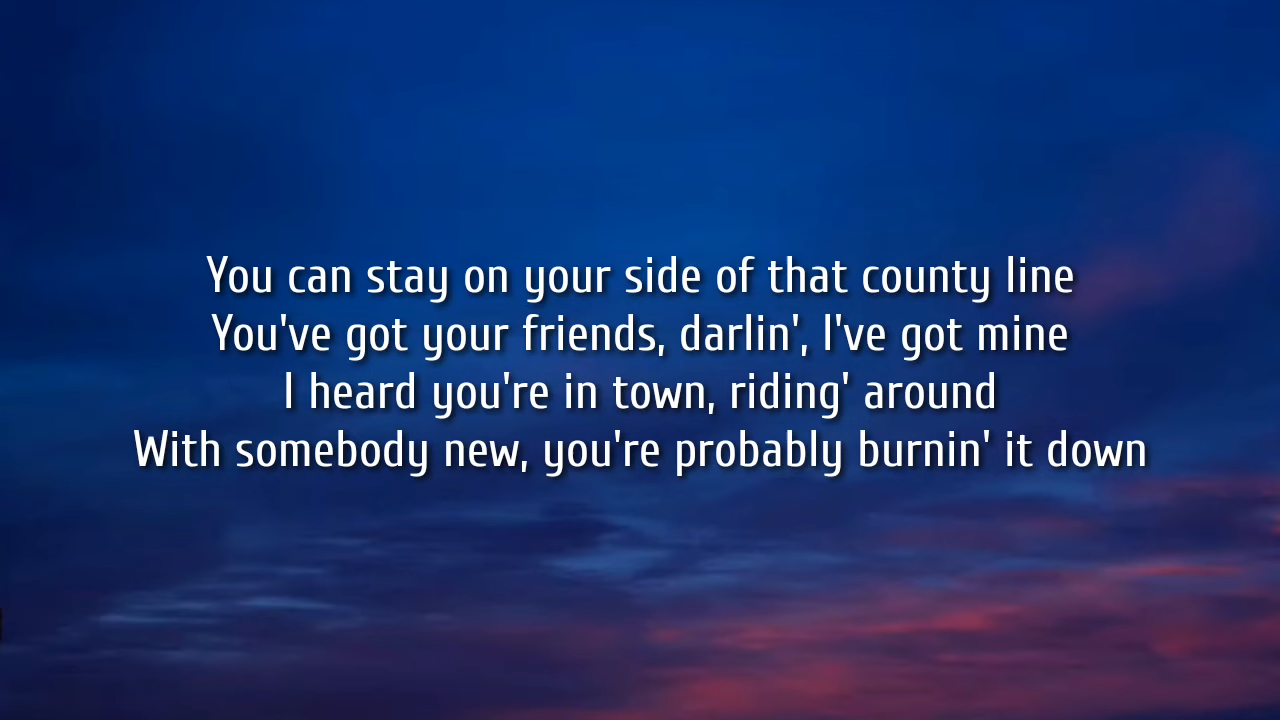 You can stay on your side of that county line
You've got your friends, darlin', I've got mine
I heard you're in town, riding' around
With somebody new, you're probably burnin' it down